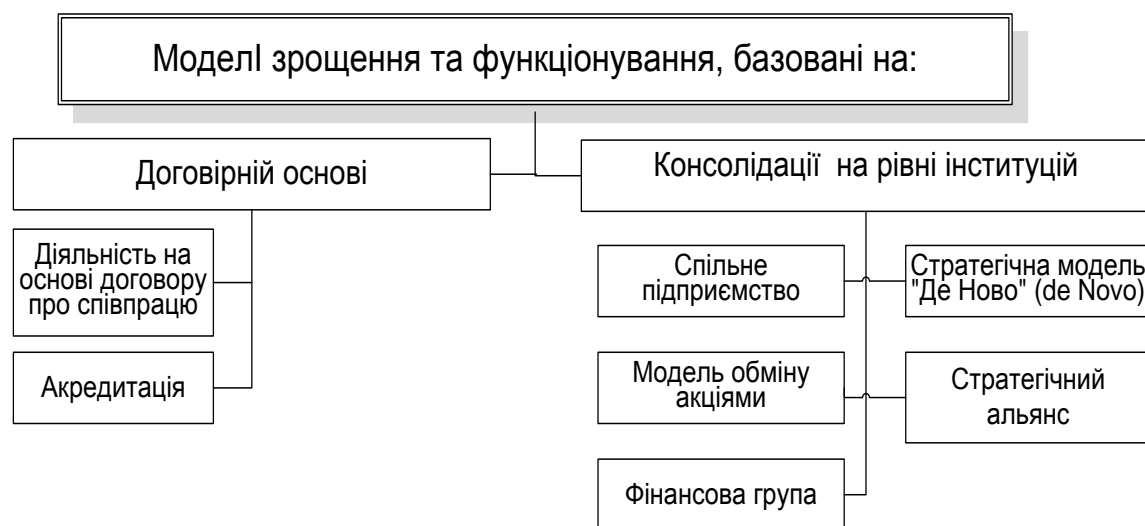 МоделІ зрощення та функціонування, базовані на:
Договірній основі
Консолідації на рівні інституцій
Діяльність на
основі договору
про співпрацю
Акредитація
Спільне
підприємство
Стратегічна модель
"Де Ново" (de Novo)
Модель обміну
акціями
Стратегічний
альянс
Фінансова група